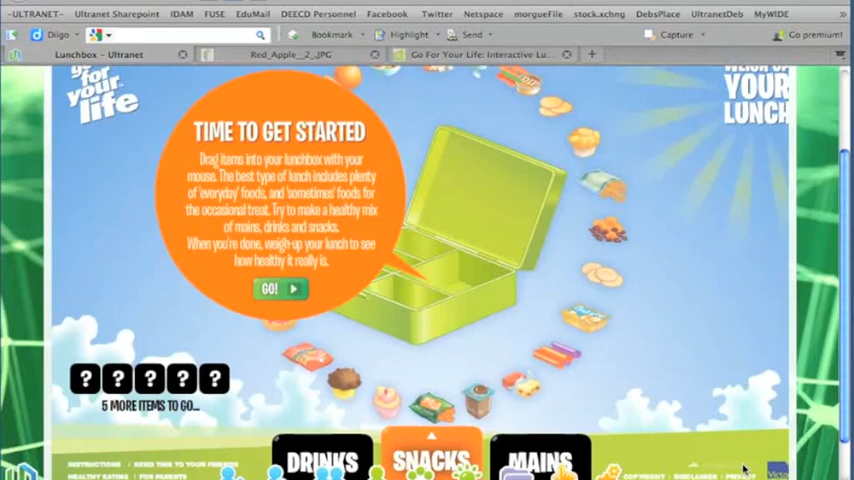 -ULTRANET- Ultranet Sharepoint IDAM FUSE EduMail DEECD Personnel Facebook Twitter Netspace morgueFile stock.xchng DebsPlace UltranetDeb MyWIDE
Diigo Bookmark Highlight Send Capture Go premium!
Lunchbox - Ultranet Red_Apple__2_.JPG Go For Your Life: Interactive Lu...
go for your life
YOUR
LUNCH
TIME TO GET STARTED
Drag items into your lunchbox with your
mouse. The best type of lunch includes plenty
of 'everyday' foods, and 'sometimes' foods for
the occasional treat. Try to make a healthy mix
of mains, drinks and snacks.
When you're done, weigh-up your lunch to see
how healthy it really is.
GO!
? ? ? ? ?
5 MORE ITEMS TO GO...
DRINKS SNACKS MAINS
INSTRUCTIONS | SEND THIS TO YOUR FRIENDS
HEALTHY EATING | FOR PARENTS
COPYRIGHT | DISCLAIMER | PRIVACY